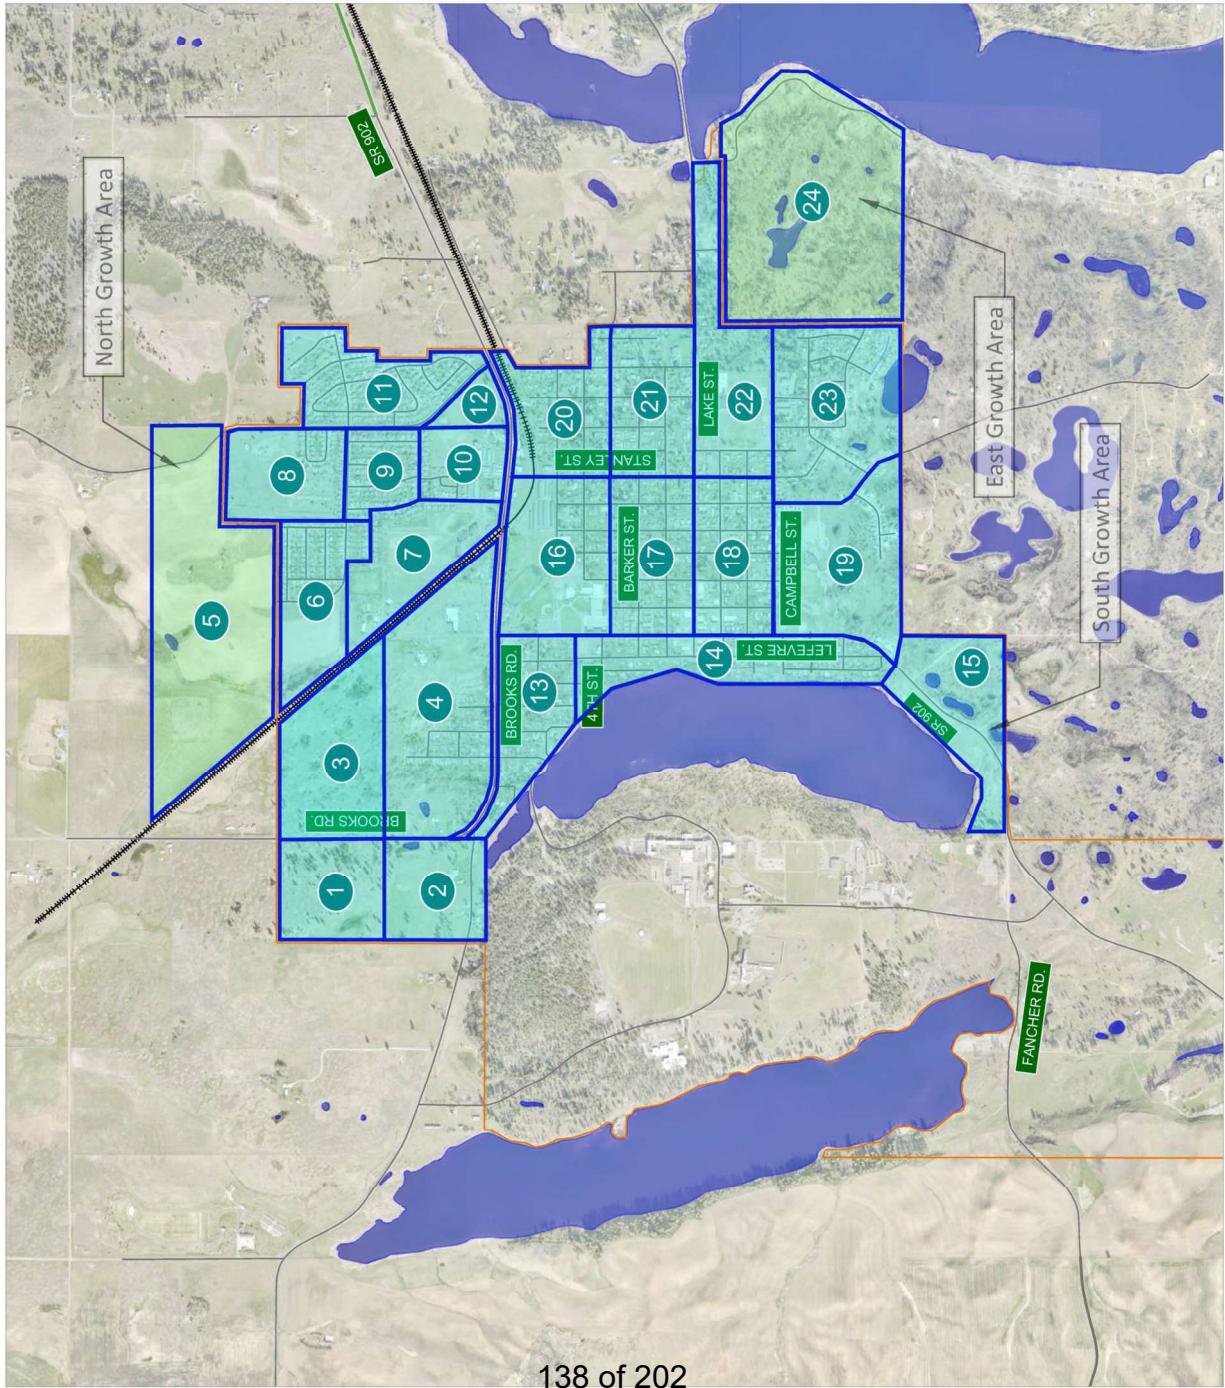 SR 902
North Growth Area
24
11
12
20
21
LAKE ST.
22
23
East Growth Area
8
9
10
STANLEY ST.
South Growth Area
5
6
7
16
BARKER ST.
17
18
CAMPBELL ST.
19
3
4
BROOKS RD.
13
4TH ST.
14
LEFEVRE ST.
15
SR 902
BROOKS RD.
1
2
FANCHER RD.
138 of 202